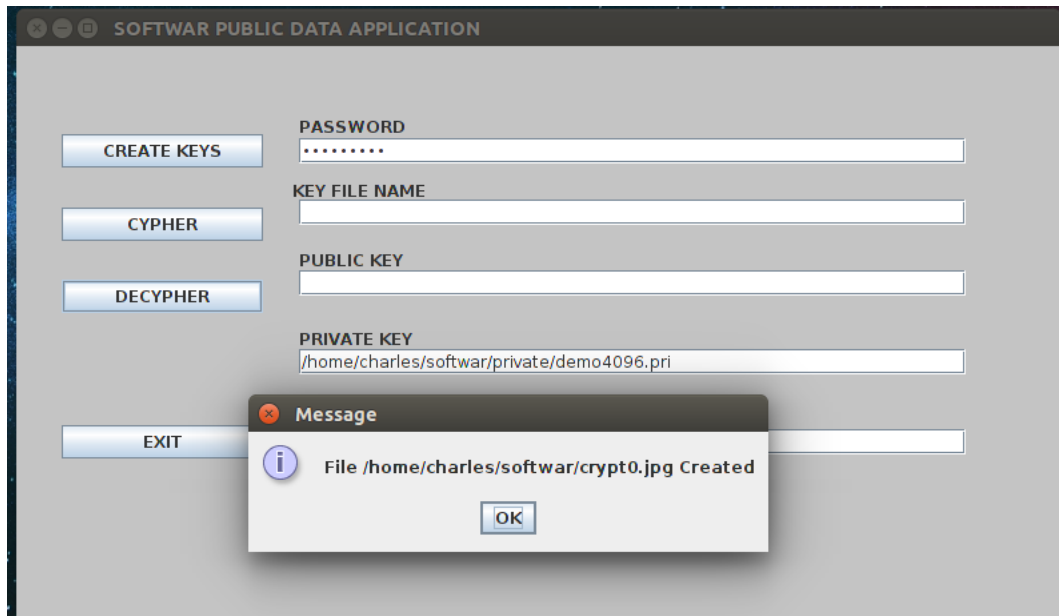 SOFTWAR PUBLIC DATA APPLICATION
PASSWORD
CREATE KEYS
•••••••••
KEY FILE NAME
CYPHER
PUBLIC KEY
DECYPHER
PRIVATE KEY
/home/charles/softwar/private/demo4096.pri
Message
EXIT
i
File /home/charles/softwar/crypt0.jpg Created
OK